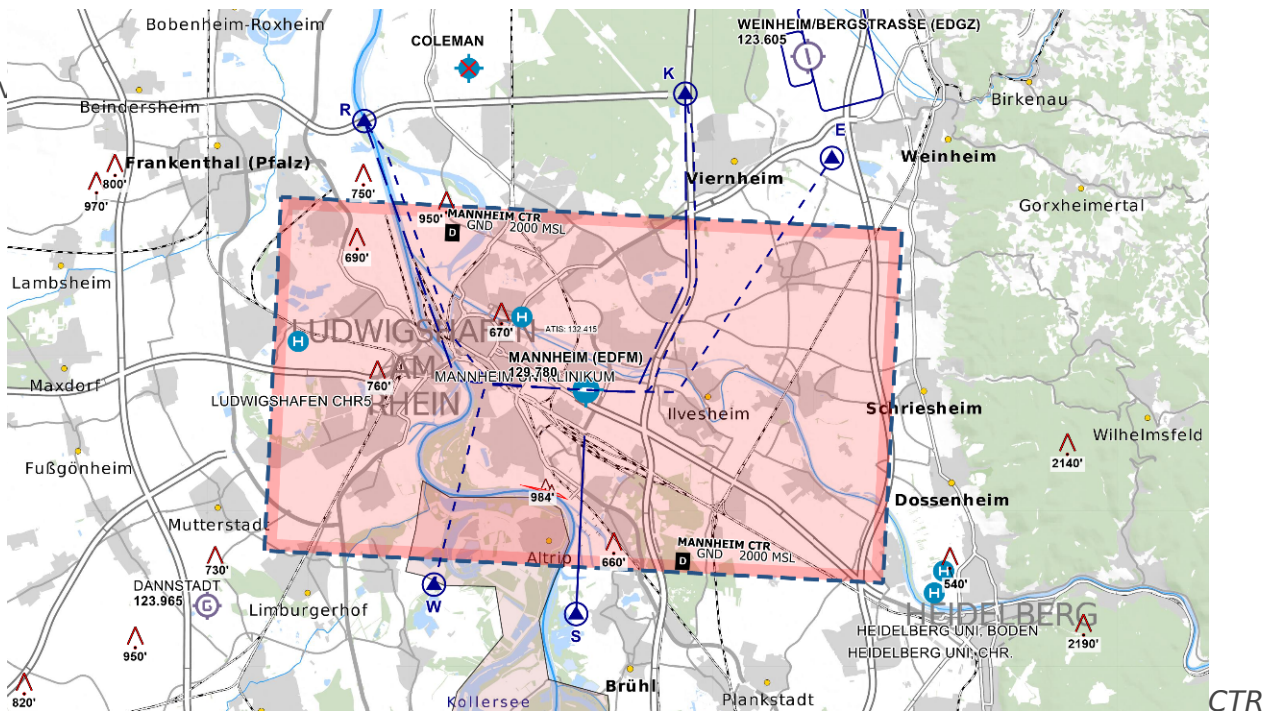 Bobenheim-Roxheim
COLEMAN
WEINHEIM/BERGSTRASSE (EDGZ)
123.605
K
R
Beindersheim
Birkenau
E
Frankenthal (Pfalz)
Weinheim
800'
970'
750'
Viernheim
Gorxheimertal
950'
MANNHEIM CTR
D
GND 2000 MSL
690'
Lambsheim
H
670'
ATIS: 132.415
LUDWIGSHAFEN
AM
RHEIN
H
MANNHEIM (EDFM)
129.780
MANNHEIM UNI KLINIKUM
760'
Maxdorf
LUDWIGSHAFEN CHR5
Ilvesheim
Schriesheim
Wilhelmsfeld
2140'
Fußgönheim
984'
Dossenheim
Mutterstadt
MANNHEIM CTR
D
GND 2000 MSL
Altrip
660'
730'
DANNSTADT
123.965
G
H
H
540'
Limburgerhof
W
S
HEIDELBERG
HEIDELBERG UNI. BODEN
HEIDELBERG UNI. CHR.
2190'
950'
Brühl
820'
Kollersee
Plankstadt
CTR